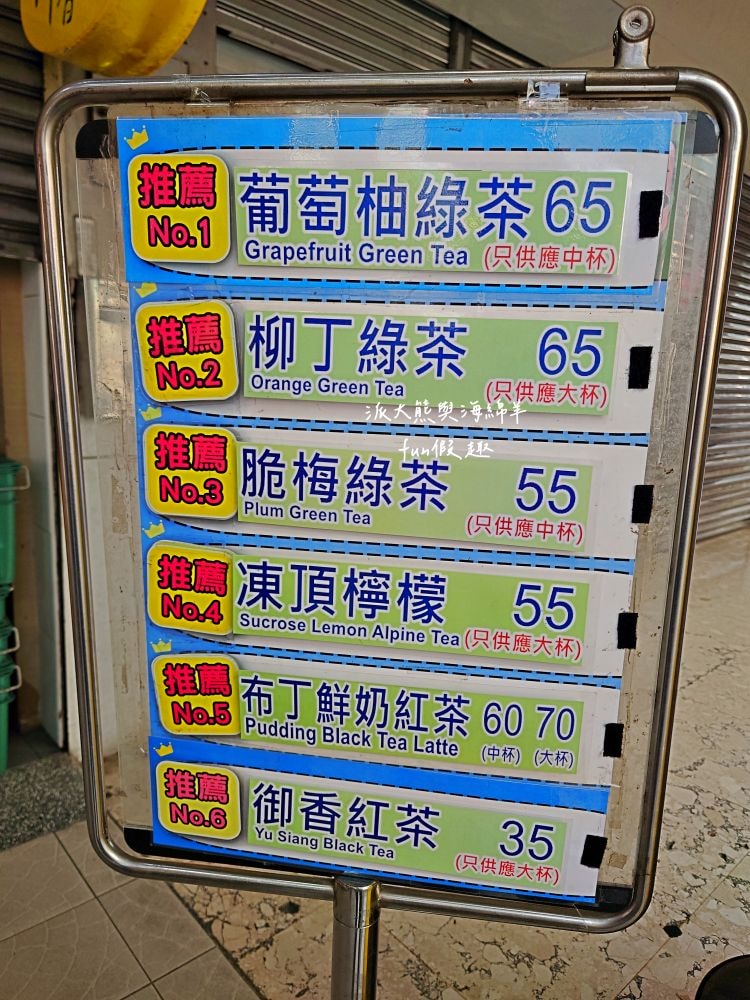 推薦
No.1
葡萄柚綠茶 65
Grapefruit Green Tea (只供應中杯)
推薦
No.2
柳丁綠茶 65
Orange Green Tea (只供應大杯)
派大熊與海綿羊
fun假趣
推薦
No.3
脆梅綠茶 55
Plum Green Tea (只供應中杯)
推薦
No.4
凍頂檸檬 55
Sucrose Lemon Alpine Tea (只供應大杯)
推薦
No.5
布丁鮮奶紅茶 60 70
Pudding Black Tea Latte (中杯) (大杯)
推薦
No.6
御香紅茶 35
Yu Siang Black Tea (只供應大杯)